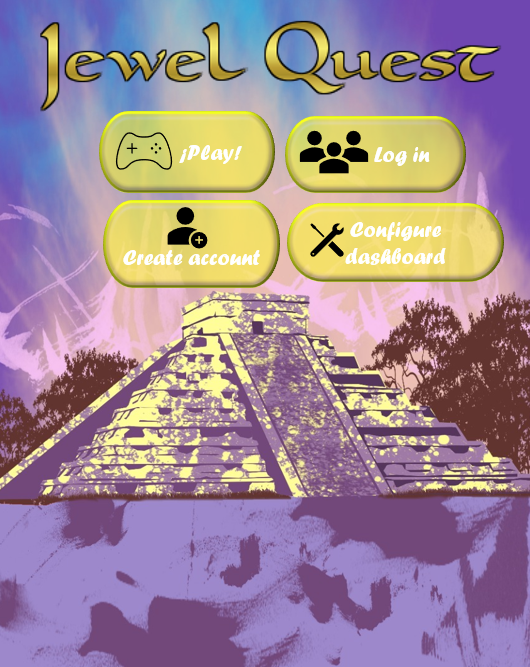 Jewel Quest
¡Play!
Log in
Create account
Configure
dashboard